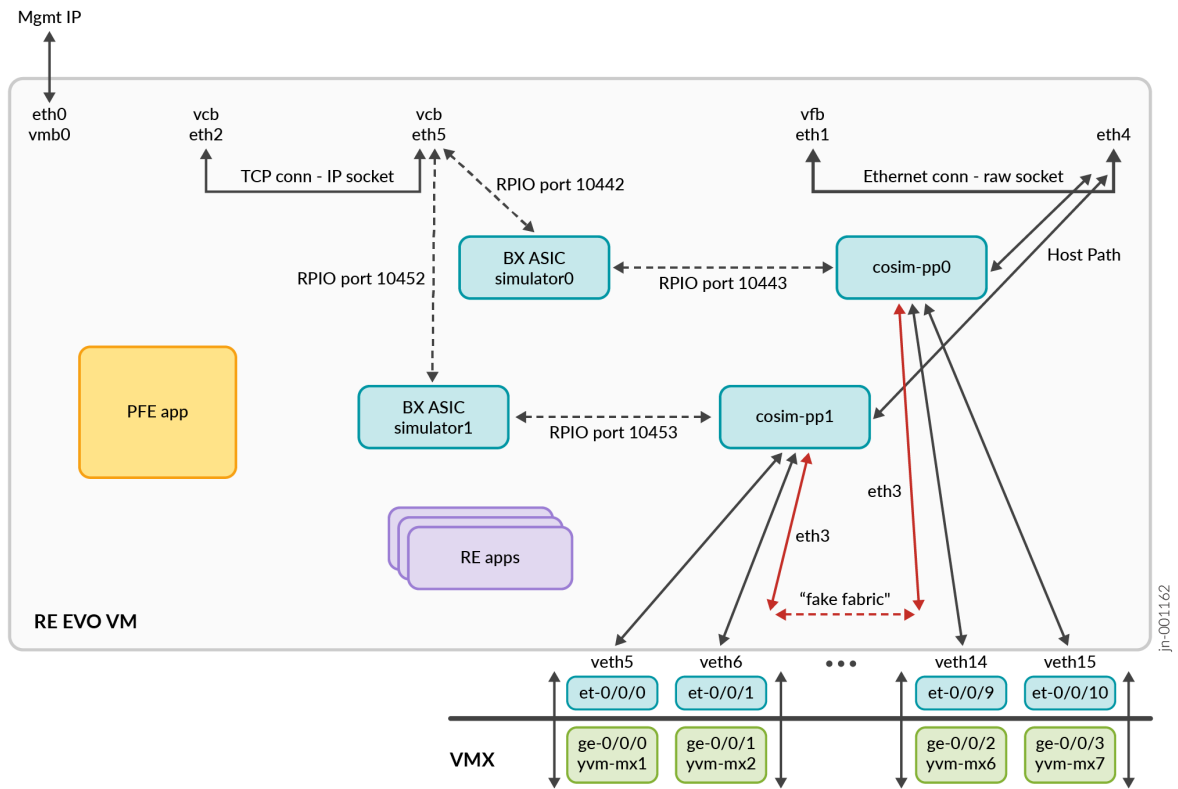 Mgmt IP
eth0
vmb0
vcb
eth2
vcb
eth5
vfb
eth1
eth4
TCP conn - IP socket
RPIO port 10442
Ethernet conn - raw socket
Host Path
BX ASIC
simulator0
cosim-pp0
RPIO port 10452
RPIO port 10443
PFE app
BX ASIC
simulator1
cosim-pp1
RPIO port 10453
eth3
eth3
RE apps
“fake fabric"
RE EVO VM
jn-001162
veth5
veth6
•••
veth14
veth15
et-0/0/0
et-0/0/1
et-0/0/9
et-0/0/10
VMX
ge-0/0/0
yvm-mx1
ge-0/0/1
yvm-mx2
ge-0/0/2
yvm-mx6
ge-0/0/3
yvm-mx7